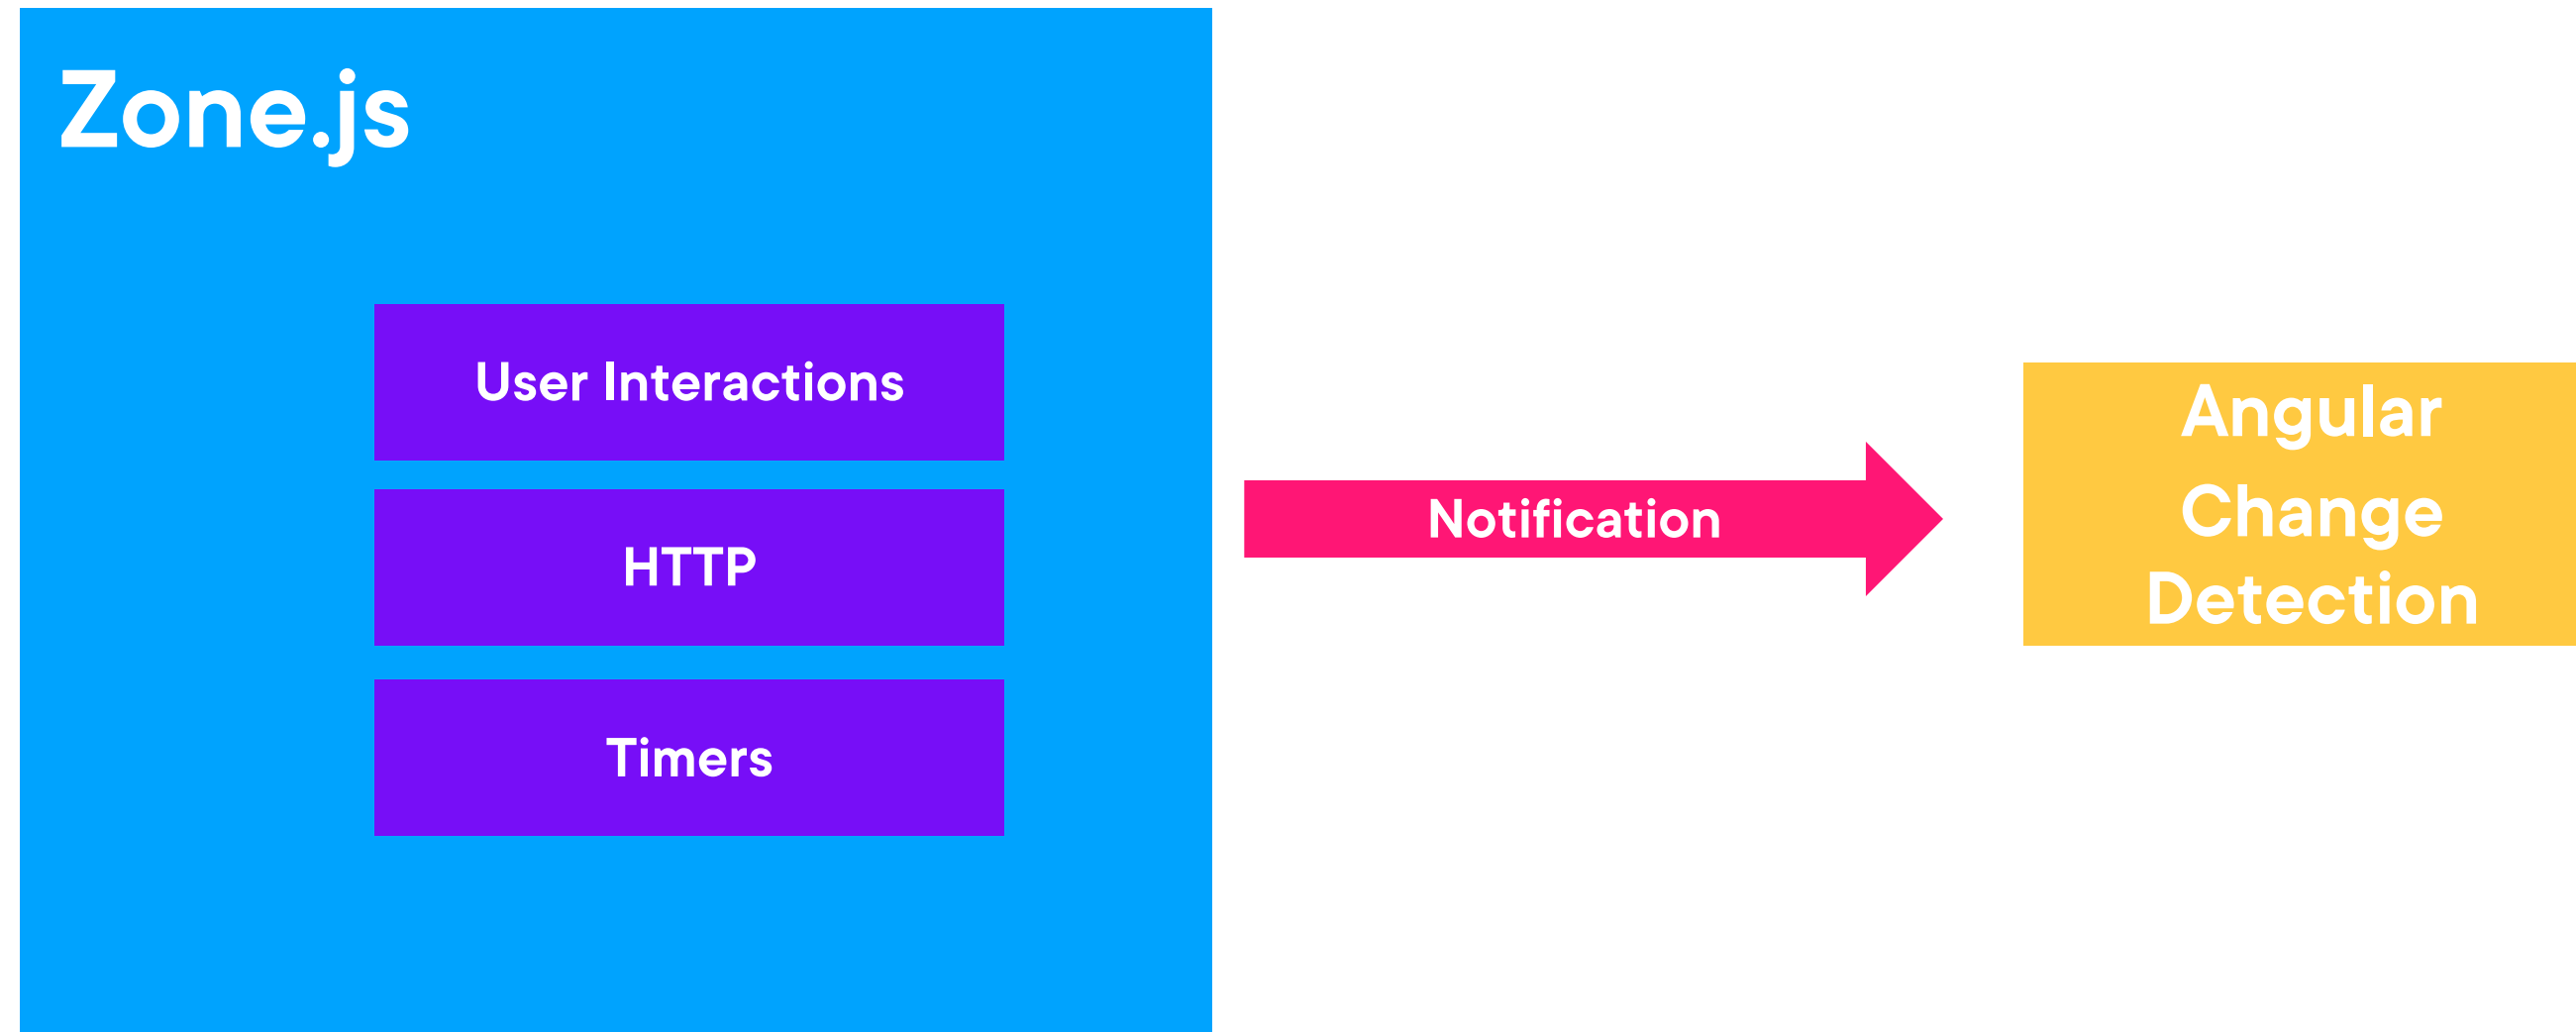 Zone.js
User Interactions
HTTP
Timers
Notification
Angular
Change
Detection